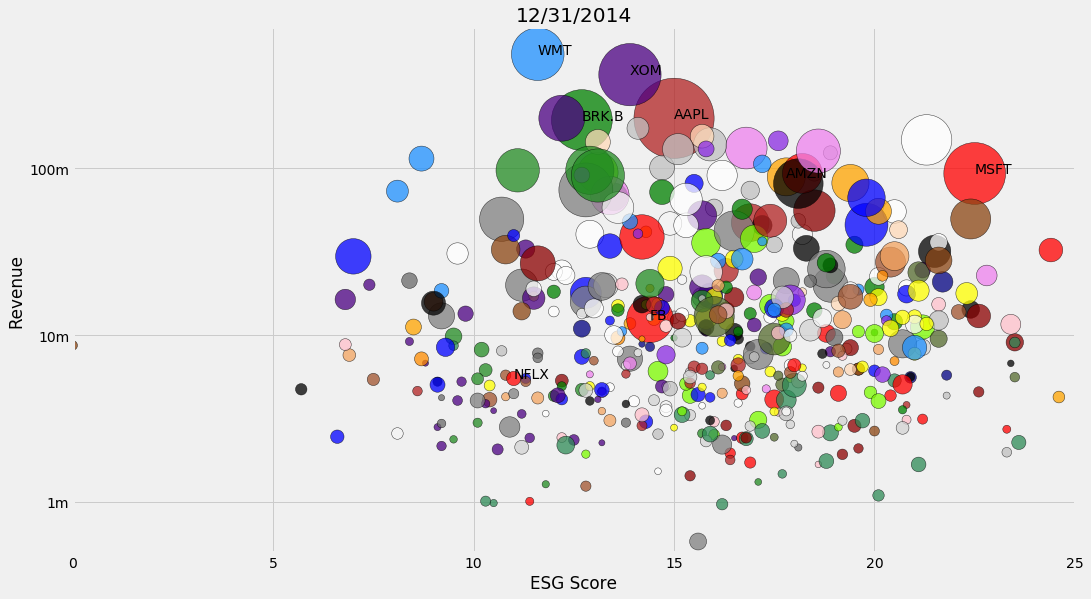 12/31/2014
WMT
XOM
BRK.B
AAPL
100m
AMZN
MSFT
Revenue
10m
FB
NFLX
1m
0
5
10
15
20
25
ESG Score